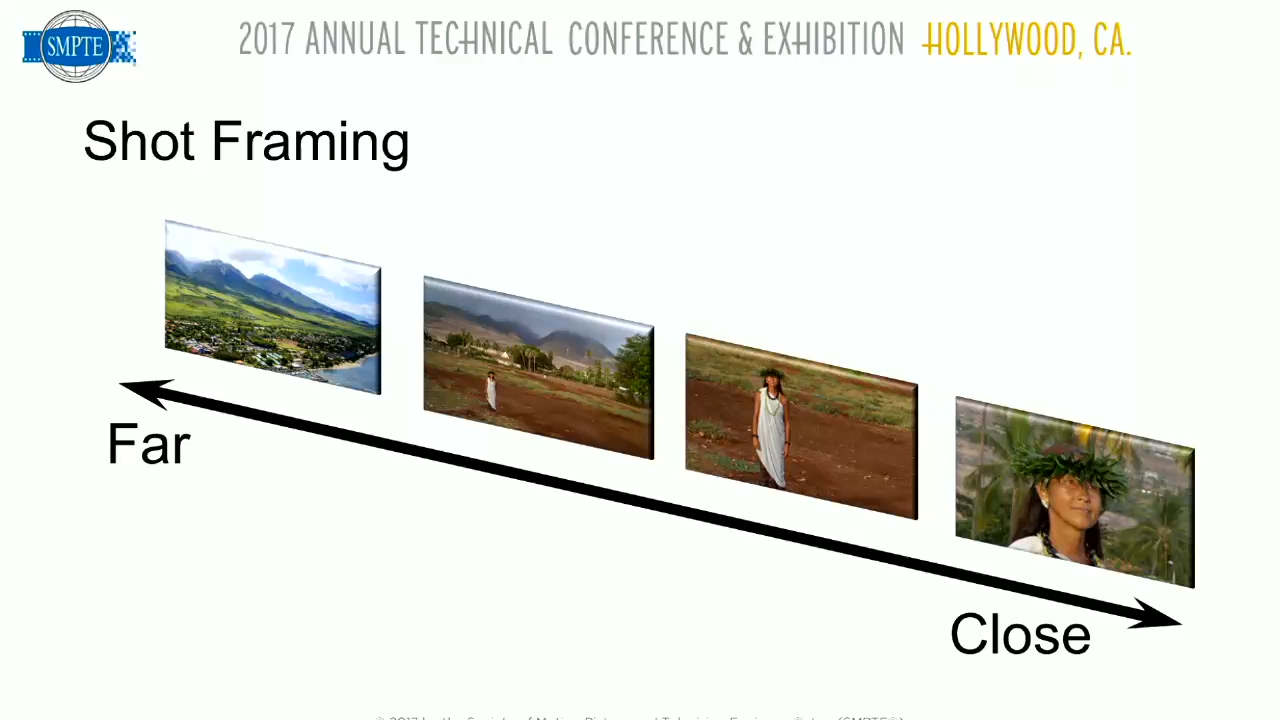 SMPTE
2017 ANNUAL TECHNICAL CONFERENCE & EXHIBITION HOLLYWOOD, CA.
Shot Framing
Far
Close